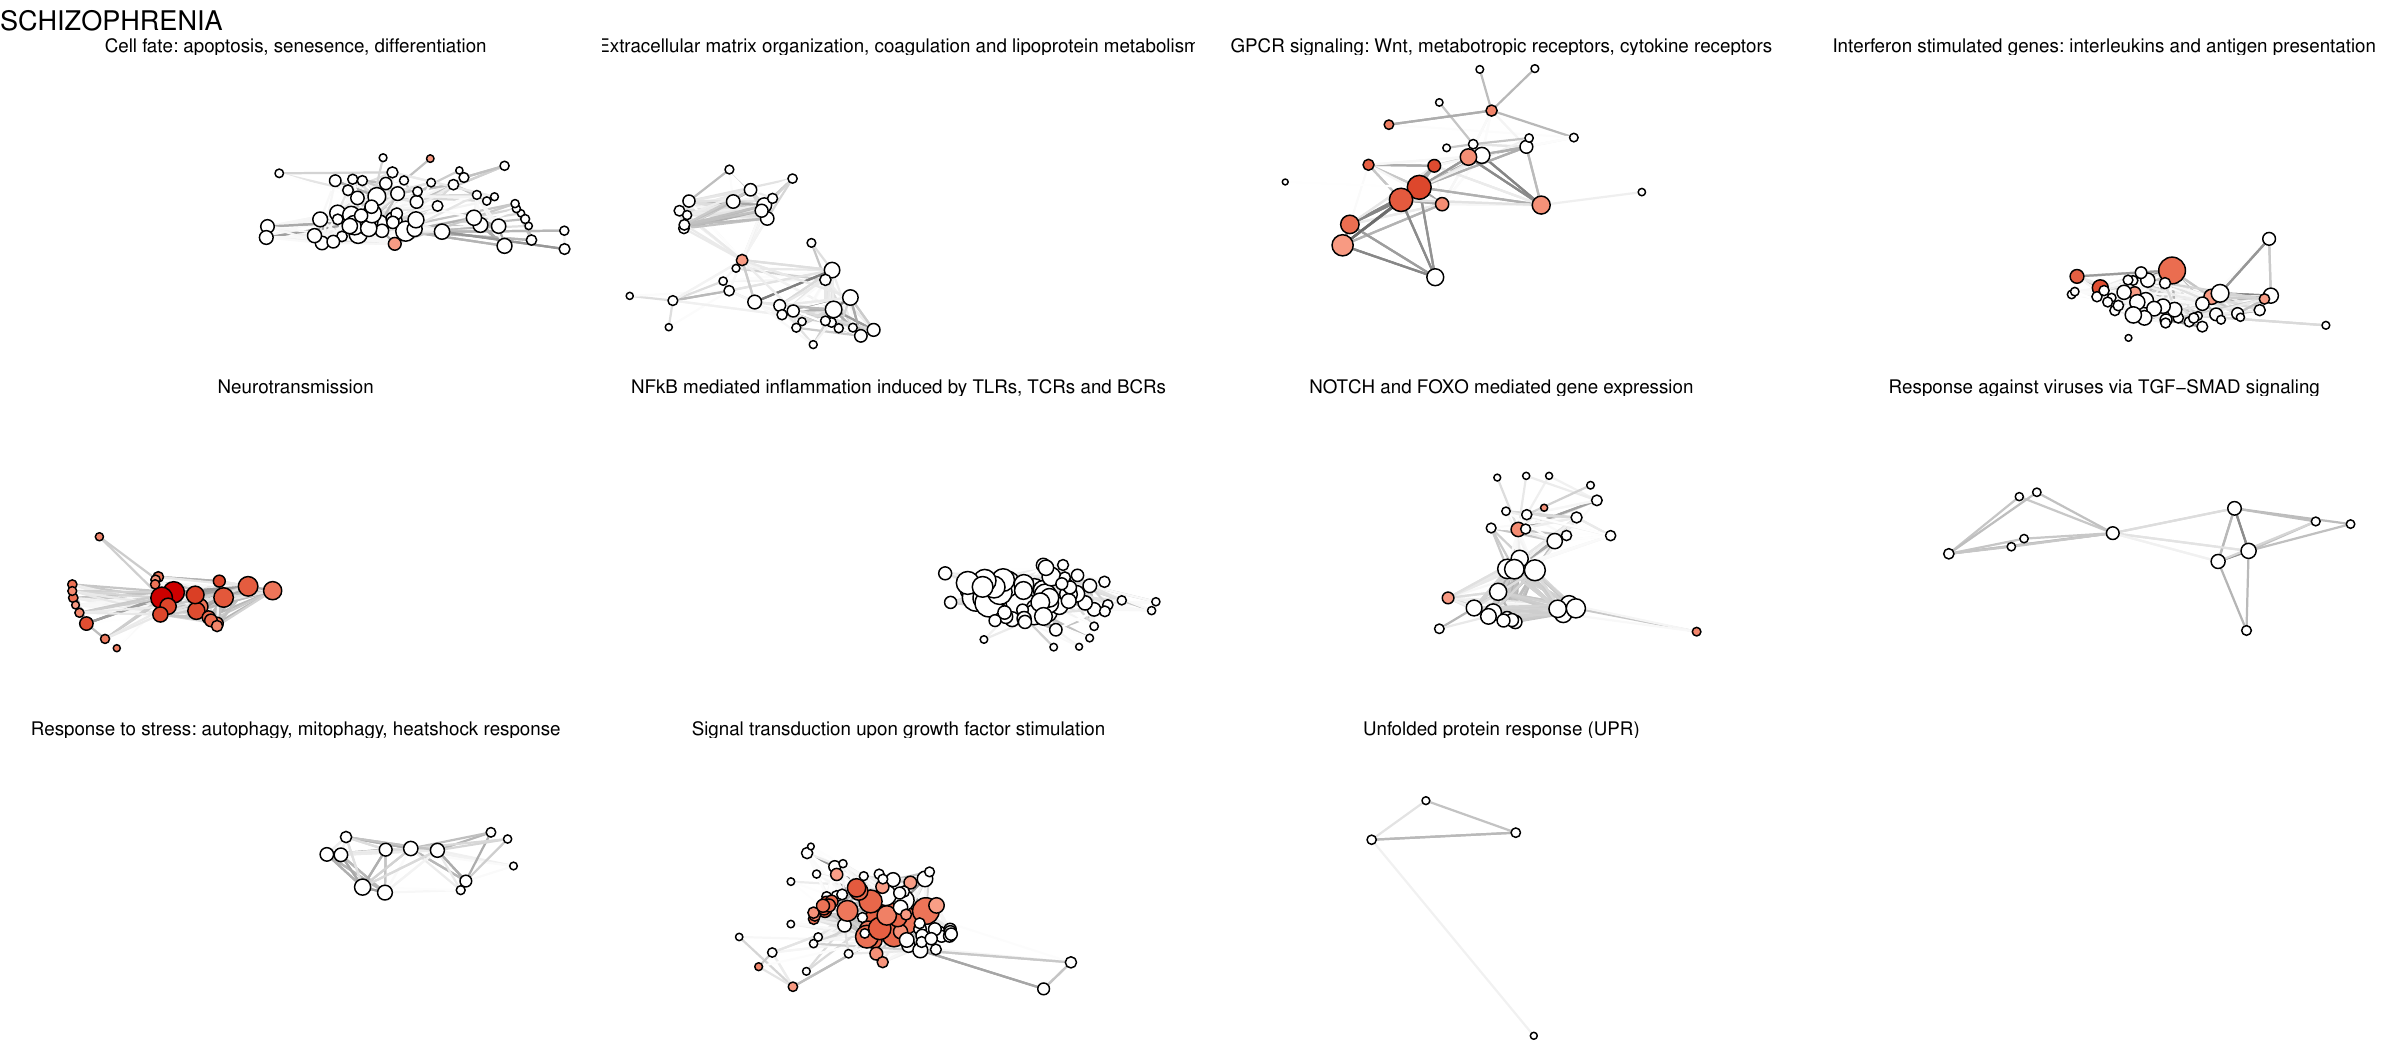 SCHIZOPHRENIA
Cell fate: apoptosis, senesence, differentiation
Extracellular matrix organization, coagulation and lipoprotein metabolism
GPCR signaling: Wnt, metabotropic receptors, cytokine receptors
Interferon stimulated genes: interleukins and antigen presentation
Neurotransmission
NFkB mediated inflammation induced by TLRs, TCRs and BCRs
NOTCH and FOXO mediated gene expression
Response against viruses via TGF−SMAD signaling
Response to stress: autophagy, mitophagy, heatshock response
Signal transduction upon growth factor stimulation
Unfolded protein response (UPR)